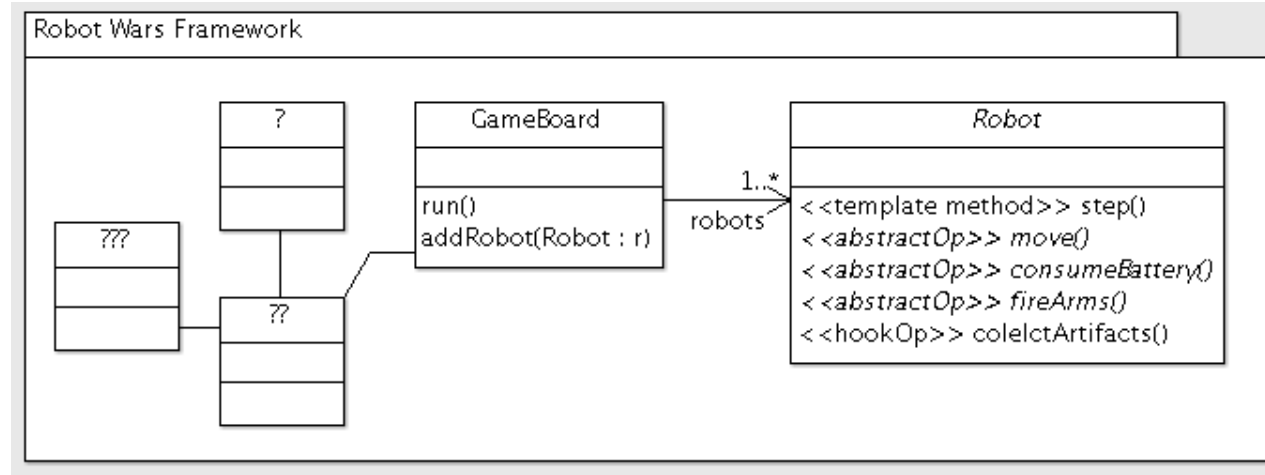 Robot Wars Framework
?
???
??
GameBoard
run()
addRobot(Robot : r)
1..*
robots
Robot
<<template method>> step()
<<abstractOp>> move()
<<abstractOp>> consumeBattery()
<<abstractOp>> fireArms()
<<hookOp>> colelctArtifacts()